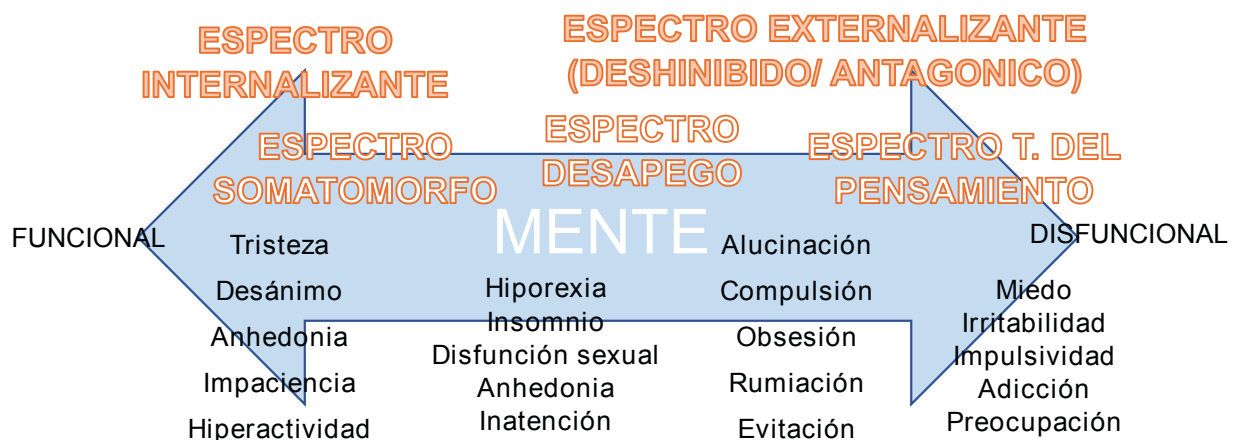 ESPECTRO
INTERNALIZANTE
ESPECTRO EXTERNALIZANTE
(DESHINIBIDO/ ANTAGONICO)
ESPECTRO
SOMATOMORFO
ESPECTRO
DESAPEGO
ESPECTRO T. DEL
PENSAMIENTO
FUNCIONAL
MENTE
DISFUNCIONAL
Tristeza
Desánimo
Anhedonia
Impaciencia
Hiperactividad
Hiporexia
Insomnio
Disfunción sexual
Anhedonia
Inatención
Alucinación
Compulsión
Obsesión
Rumiación
Evitación
Miedo
Irritabilidad
Impulsividad
Adicción
Preocupación